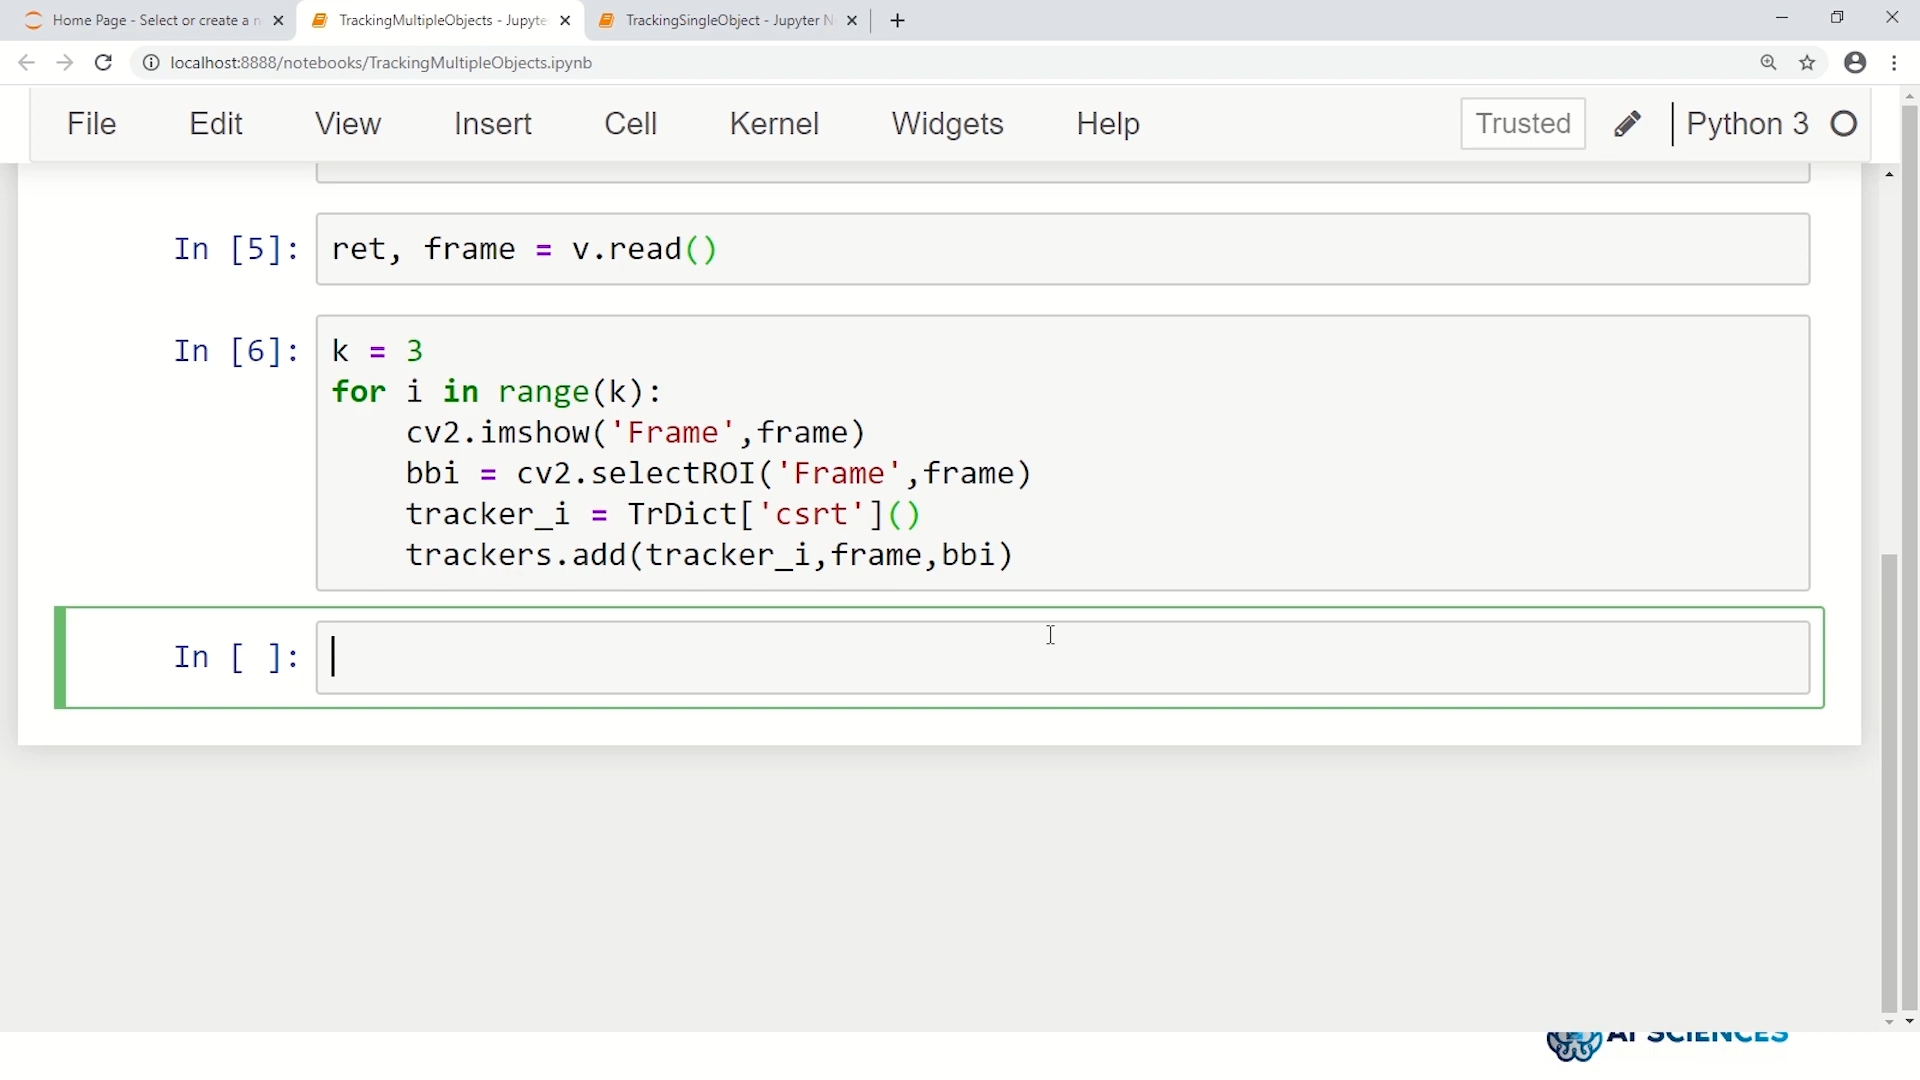 Home Page - Select or create a n
TrackingMultipleObjects - Jupyte
TrackingSingleObject - Jupyter N
localhost:8888/notebooks/TrackingMultipleObjects.ipynb
File Edit View Insert Cell Kernel Widgets Help Trusted Python 3
In [5]: ret, frame = v.read()
In [6]: k = 3
for i in range(k):
cv2.imshow('Frame',frame)
bbi = cv2.selectROI('Frame',frame)
tracker_i = TrDict['csrt']()
trackers.add(tracker_i,frame,bbi)
In [ ]:
AI SCIENCES